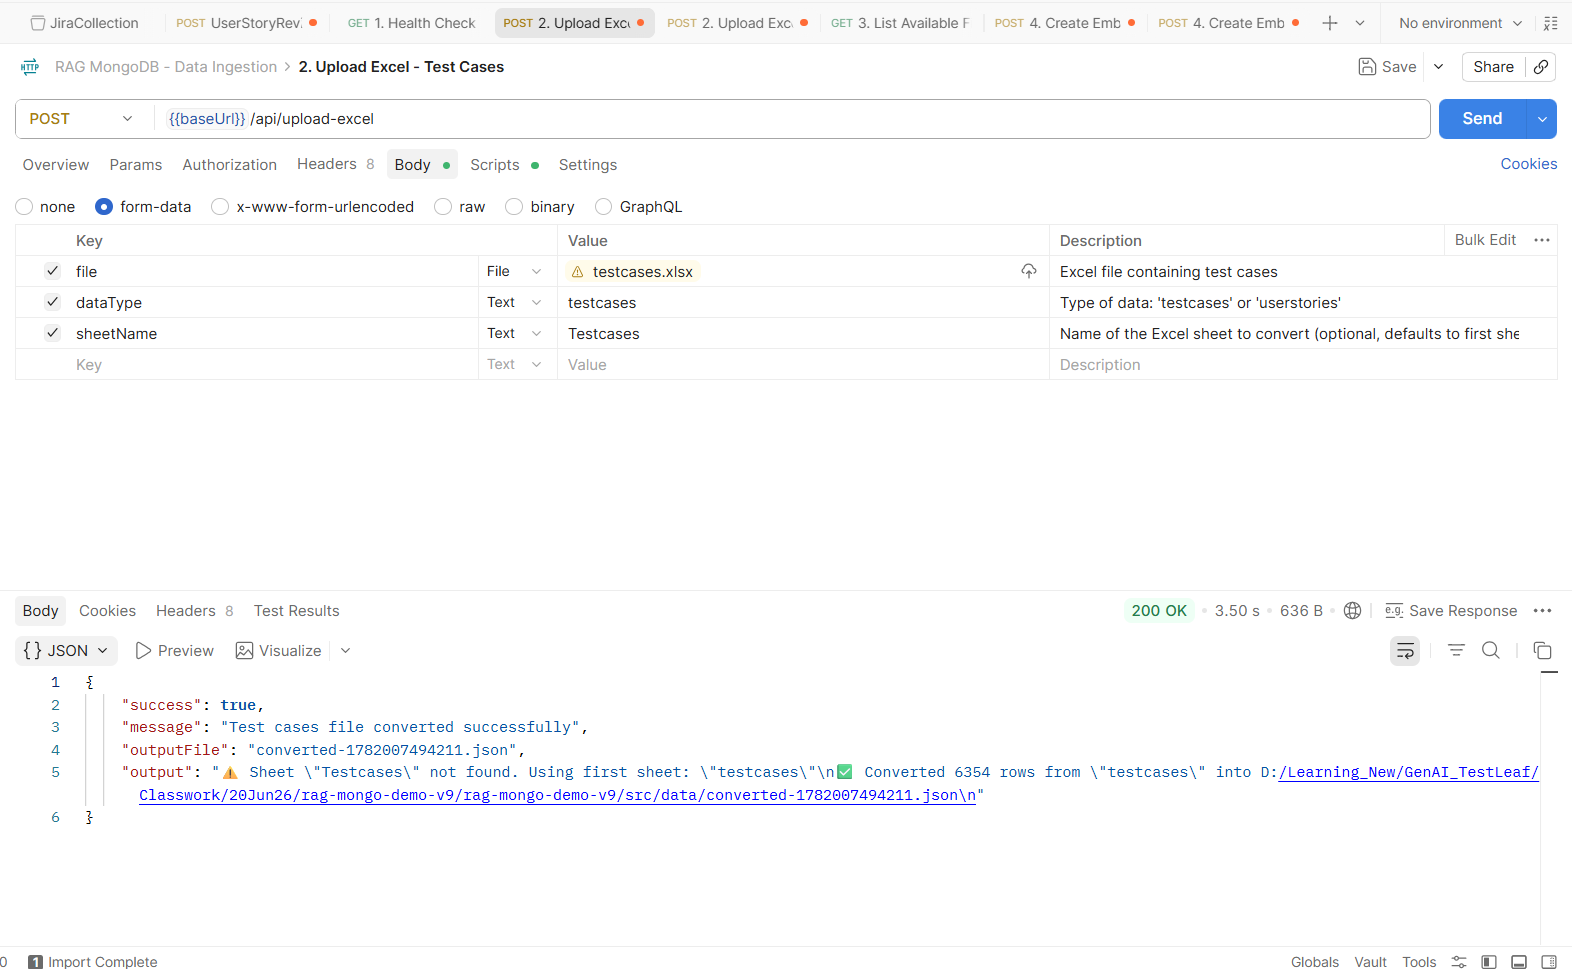 JiraCollection POST UserStoryRev GET 1. Health Check POST 2. Upload Exc POST 2. Upload Exc GET 3. List Available F POST 4. Create Emb POST 4. Create Emb No environment
HTTP RAG MongoDB - Data Ingestion > 2. Upload Excel - Test Cases Save Share
POST {{baseUrl}} /api/upload-excel Send
Overview Params Authorization Headers 8 Body Scripts Settings Cookies
none form-data x-www-form-urlencoded raw binary GraphQL
Key Value Description Bulk Edit
file File testcases.xlsx Excel file containing test cases
dataType Text testcases Type of data: 'testcases' or 'userstories'
sheetName Text Testcases Name of the Excel sheet to convert (optional, defaults to first she
Key Text Value Description
Body Cookies Headers 8 Test Results 200 OK 3.50 s 636 B e.g. Save Response
{} JSON Preview Visualize
1 {
2 "success": true,
3 "message": "Test cases file converted successfully",
4 "outputFile": "converted-1782007494211.json",
5 "output": "⚠️ Sheet \"Testcases\" not found. Using first sheet: \"testcases\"\n✅ Converted 6354 rows from \"testcases\" into D:/Learning_New/GenAI_TestLeaf/
Classwork/20Jun26/rag-mongo-demo-v9/rag-mongo-demo-v9/src/data/converted-1782007494211.json\n"
6 }
0 1 Import Complete Globals Vault Tools